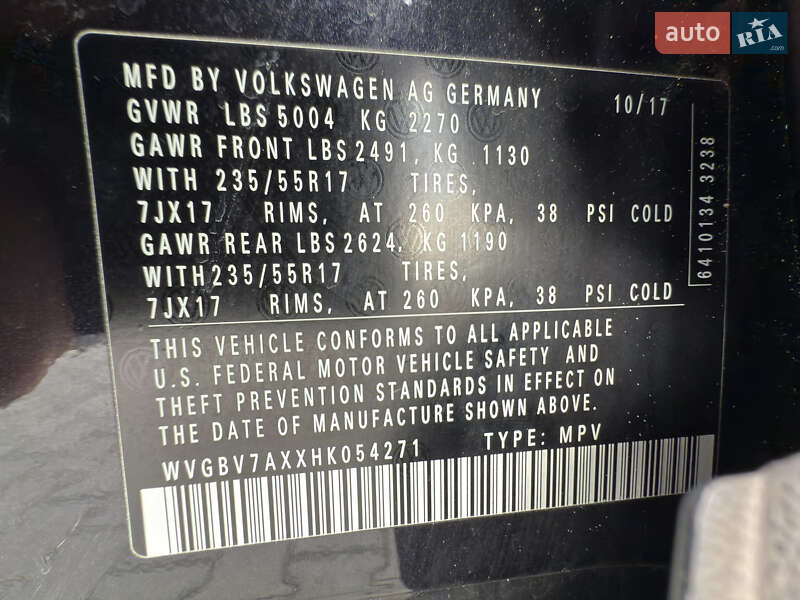 auto RIA
.com
MFD BY VOLKSWAGEN AG GERMANY 10/17
GVWR LBS 5004 KG 2270
GAWR FRONT LBS 2491, KG 1130
WITH 235/55R17 TIRES,
7JX17 RIMS, AT 260 KPA, 38 PSI COLD
GAWR REAR LBS 2624, KG 1190
WITH 235/55R17 TIRES,
7JX17 RIMS, AT 260 KPA, 38 PSI COLD
THIS VEHICLE CONFORMS TO ALL APPLICABLE
U.S. FEDERAL MOTOR VEHICLE SAFETY AND
THEFT PREVENTION STANDARDS IN EFFECT ON
THE DATE OF MANUFACTURE SHOWN ABOVE.
WVGBV7AXXHK054271 TYPE: MPV
6410134 3238